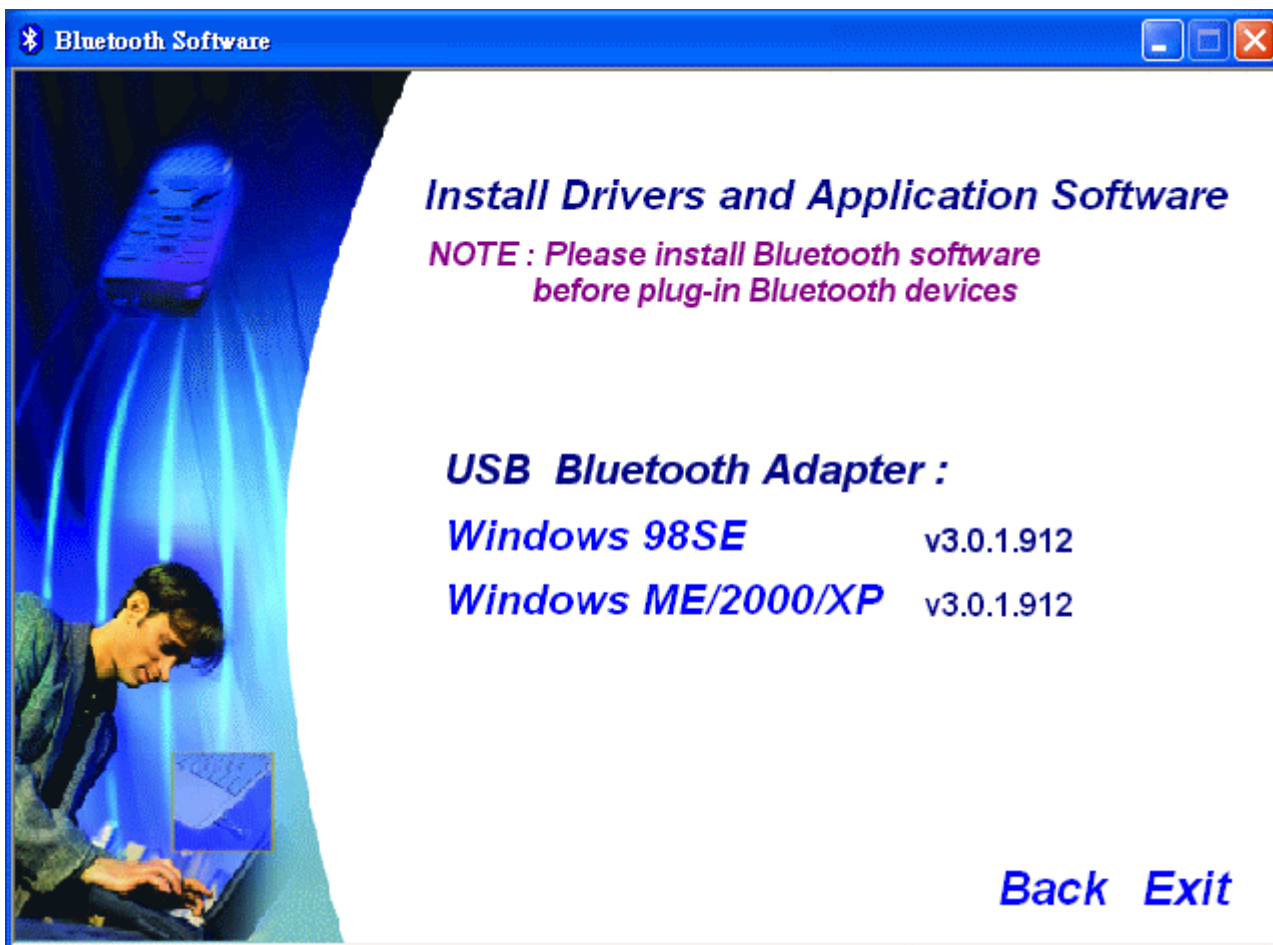 Bluetooth Software
Install Drivers and Application Software
NOTE : Please install Bluetooth software
before plug-in Bluetooth devices
USB Bluetooth Adapter :
Windows 98SE v3.0.1.912
Windows ME/2000/XP v3.0.1.912
Back Exit